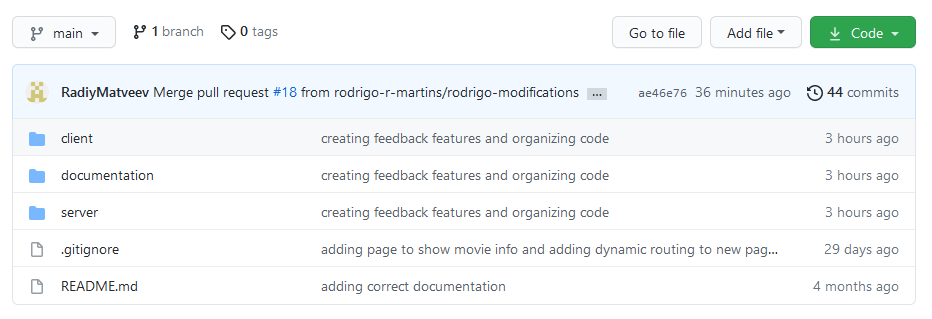 main 1 branch 0 tags Go to file Add file Code
RadiyMatveev Merge pull request #18 from rodrigo-r-martins/rodrigo-modifications ... ae46e76 36 minutes ago 44 commits
client creating feedback features and organizing code 3 hours ago
documentation creating feedback features and organizing code 3 hours ago
server creating feedback features and organizing code 3 hours ago
.gitignore adding page to show movie info and adding dynamic routing to new pag... 29 days ago
README.md adding correct documentation 4 months ago